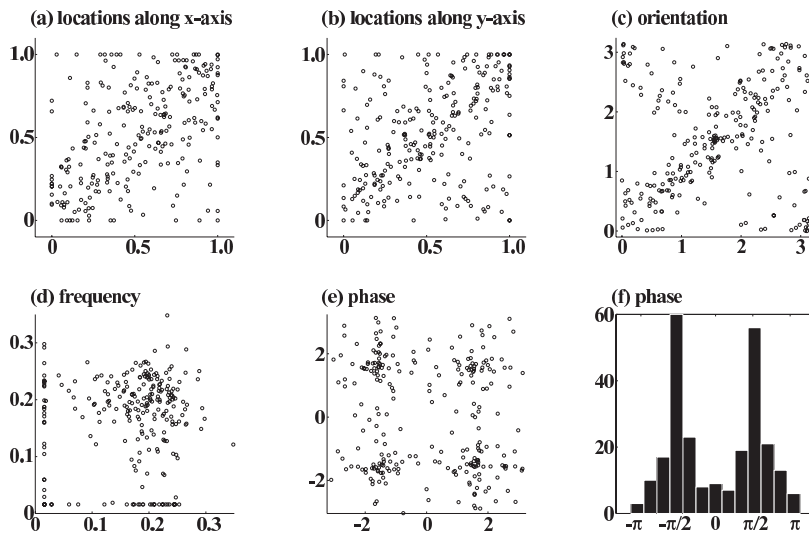 (a) locations along x-axis
(b) locations along y-axis
(c) orientation
1.0
0.5
0
0 0.5 1.0
1.0
0.5
0
0 0.5 1.0
3
2
1
0
0 1 2 3
(d) frequency
(e) phase
(f) phase
0.3
0.2
0.1
0
0 0.1 0.2 0.3
2
0
-2
-2 0 2
60
40
20
0
-π -π/2 0 π/2 π